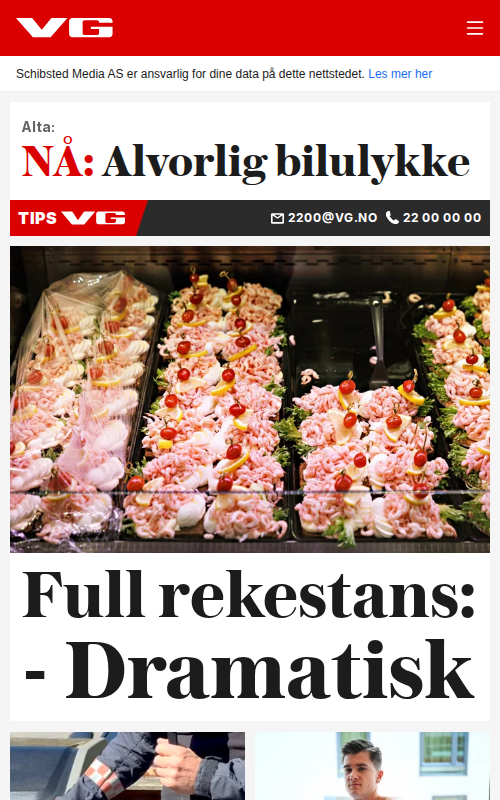 VG
Schibsted Media AS er ansvarlig for dine data på dette nettstedet. Les mer her
Alta:
NÅ: Alvorlig bilulykke
TIPS VG 2200@VG.NO 22 00 00 00
Full rekestans:
- Dramatisk